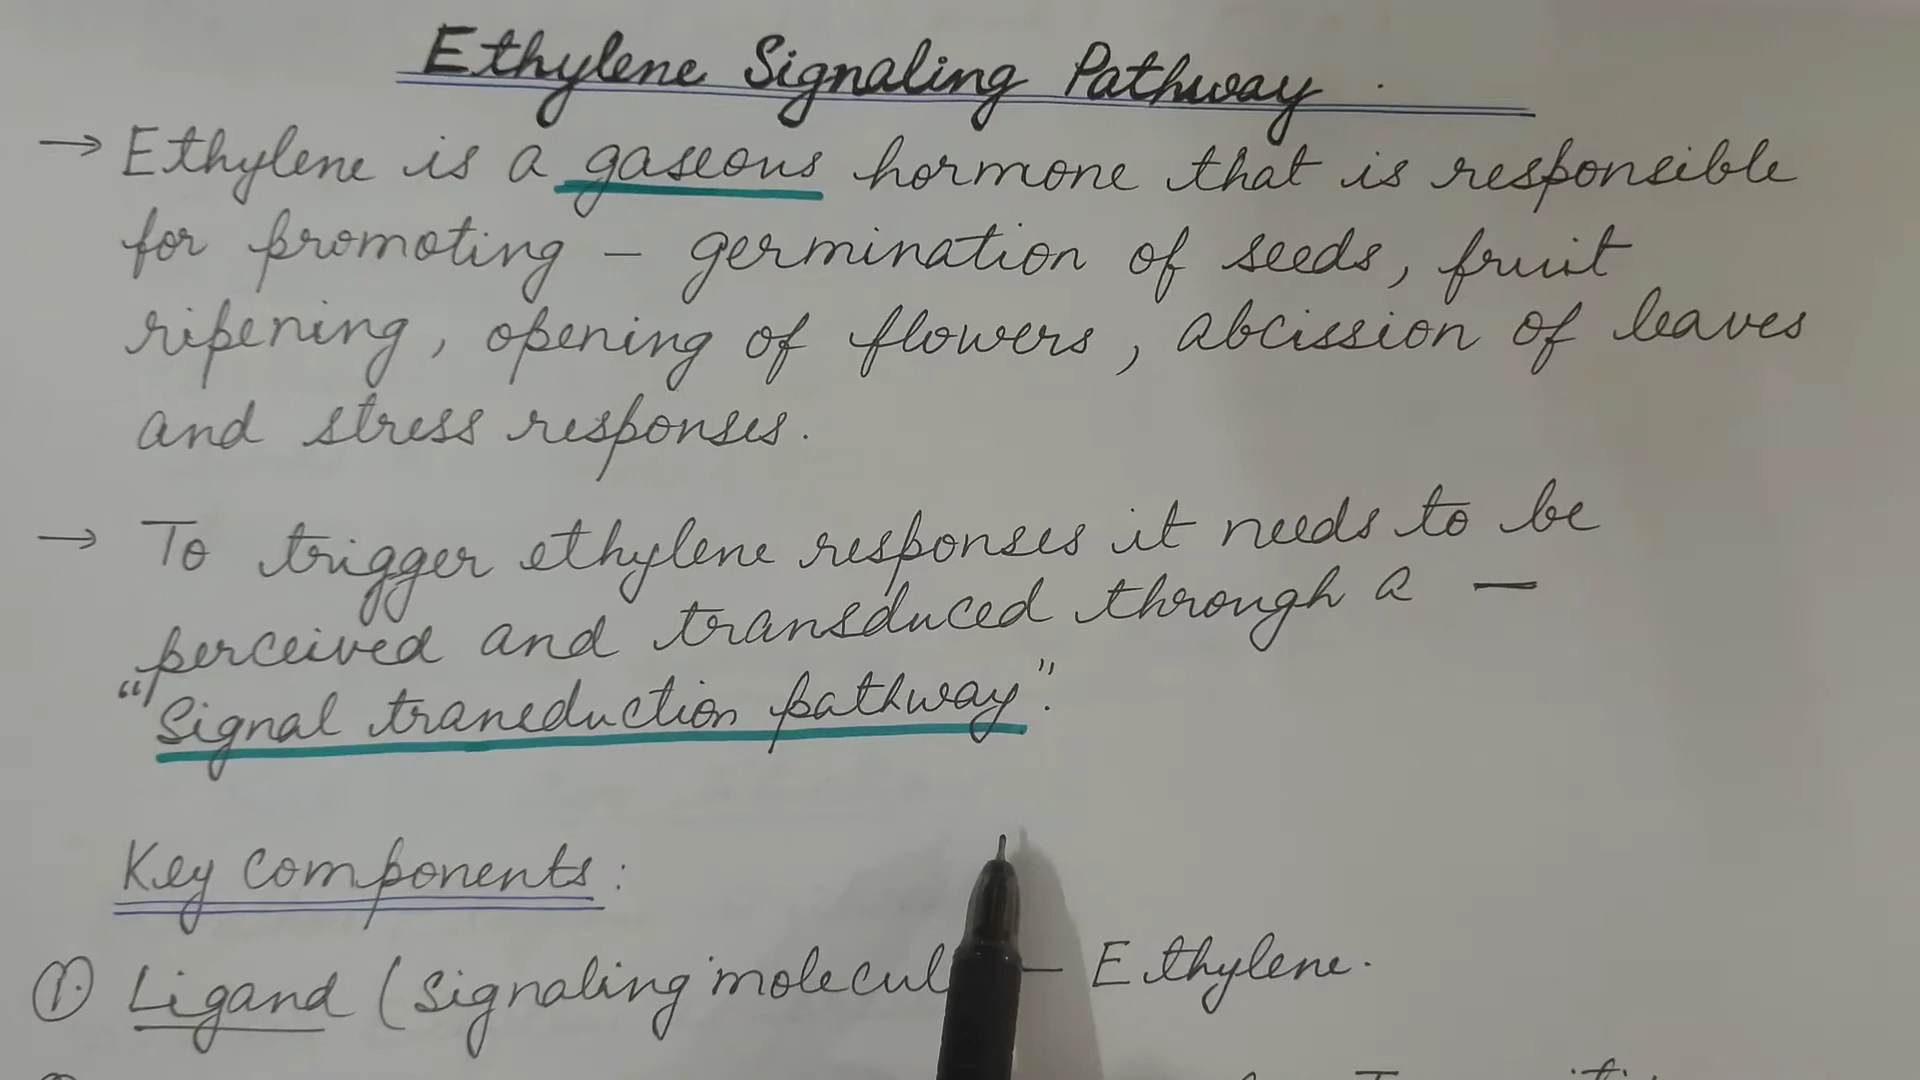 Ethylene Signaling Pathway
→ Ethylene is a gaseous hormone that is responsible
for promoting – germination of seeds, fruit
ripening, opening of flowers, abcission of leaves
and stress responses.
→ To trigger ethylene responses it needs to be
perceived and transduced through a —
"Signal transduction pathway".
Key components:
① Ligand (Signaling molecul – Ethylene.